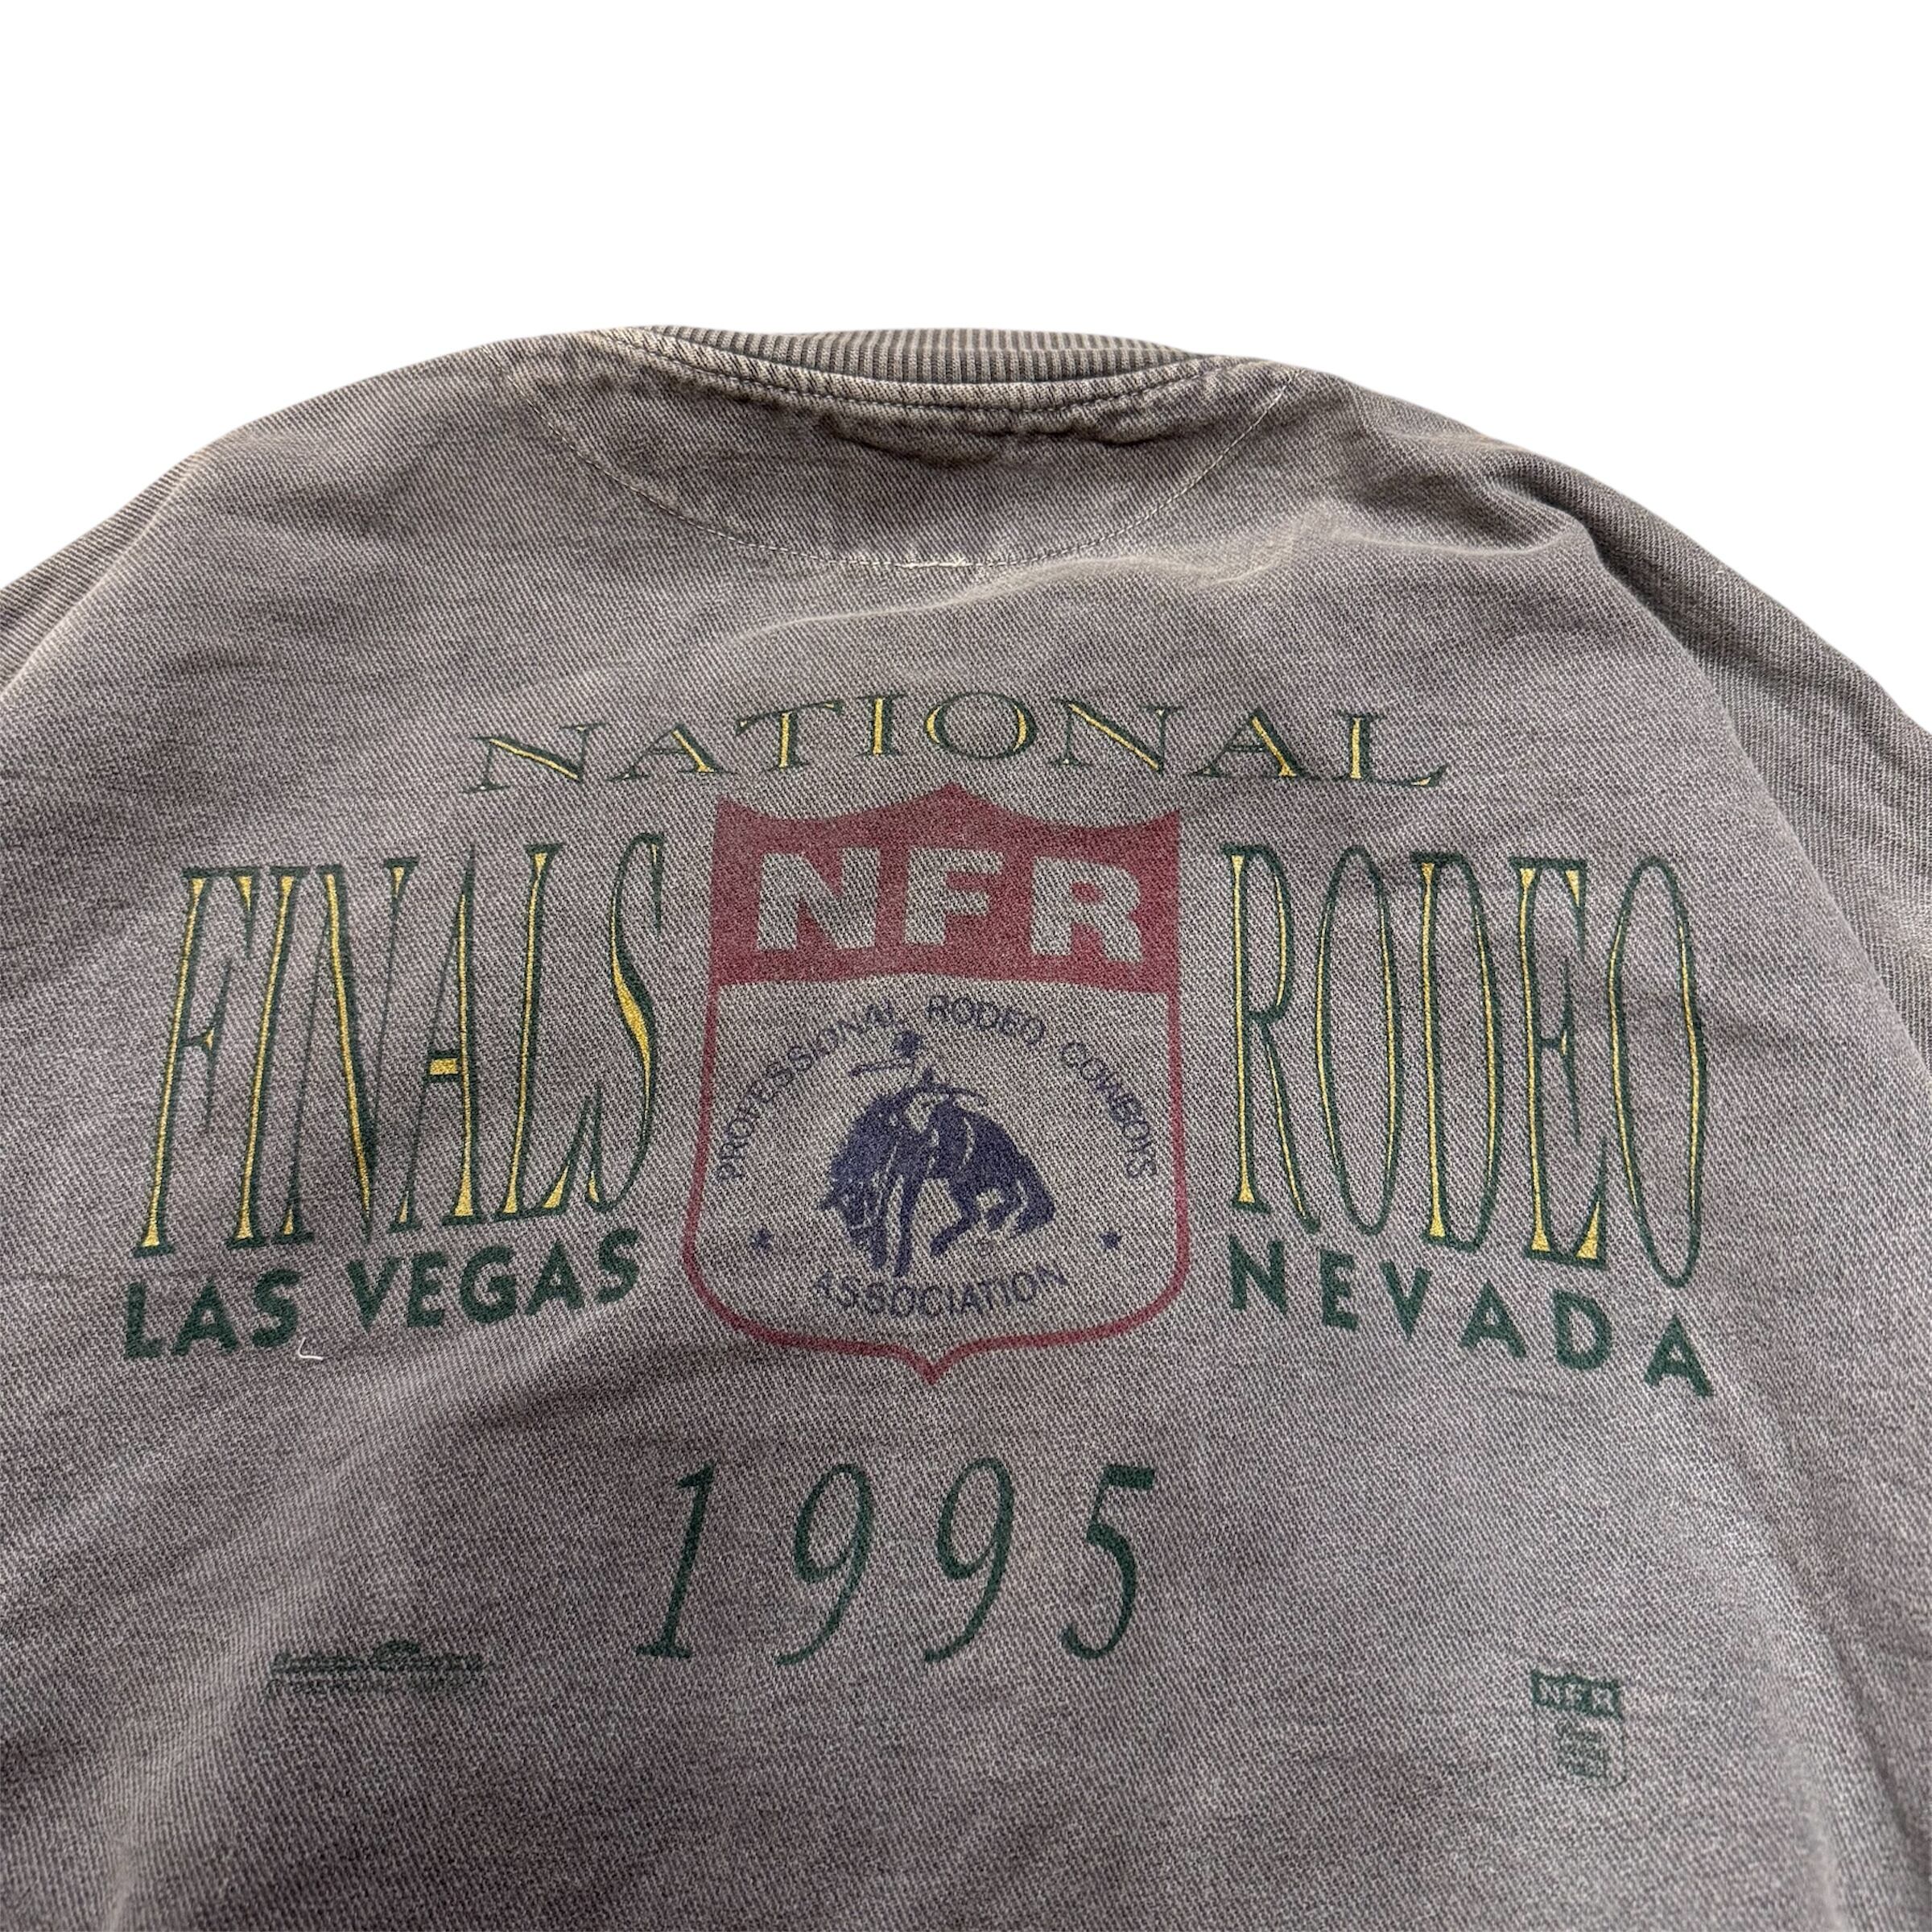 NATIONAL
FINALS RODEO
NFR
PROFESSIONAL RODEO COWBOYS
ASSOCIATION
LAS VEGAS NEVADA
1995
NFR